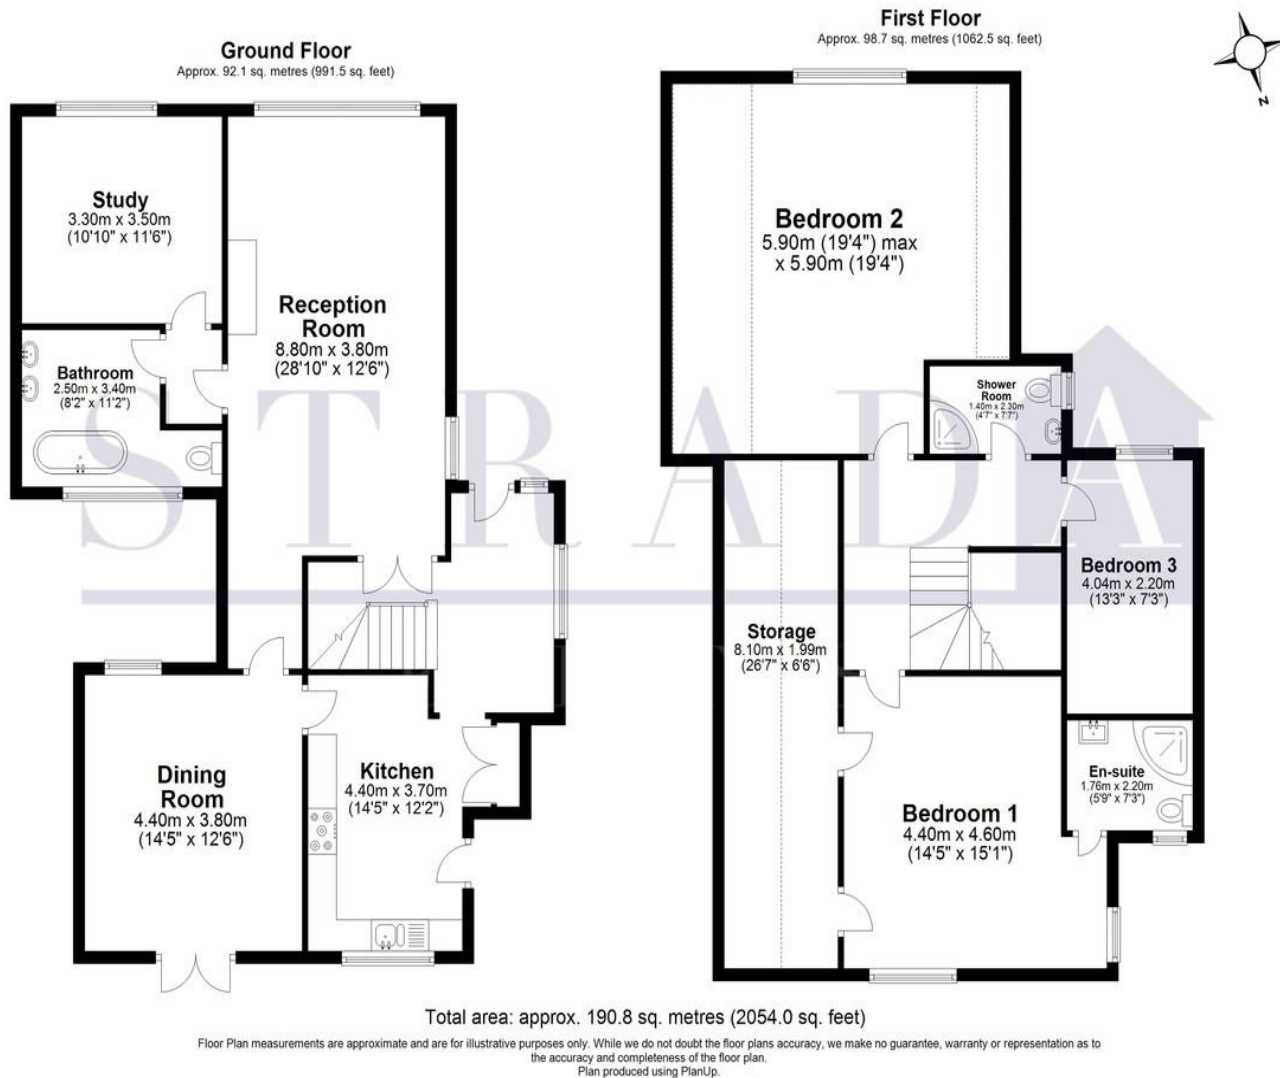 First Floor
Approx. 98.7 sq. metres (1062.5 sq. feet)
Ground Floor
Approx. 92.1 sq. metres (991.5 sq. feet)
N
Study
3.30m x 3.50m
(10'10" x 11'6")
Reception
Room
8.80m x 3.80m
(28'10" x 12'6")
Bathroom
2.50m x 3.40m
(8'2" x 11'2")
Dining
Room
4.40m x 3.80m
(14'5" x 12'6")
Kitchen
4.40m x 3.70m
(14'5" x 12'2")
Bedroom 2
5.90m (19'4") max
x 5.90m (19'4")
Shower
Room
1.40m x 2.30m
(4'7" x 7'7")
Bedroom 3
4.04m x 2.20m
(13'3" x 7'3")
Storage
8.10m x 1.99m
(26'7" x 6'6")
En-suite
1.76m x 2.20m
(5'9" x 7'3")
Bedroom 1
4.40m x 4.60m
(14'5" x 15'1")
STRADA
Total area: approx. 190.8 sq. metres (2054.0 sq. feet)
Floor Plan measurements are approximate and are for illustrative purposes only. While we do not doubt the floor plans accuracy, we make no guarantee, warranty or representation as to
the accuracy and completeness of the floor plan.
Plan produced using PlanUp.